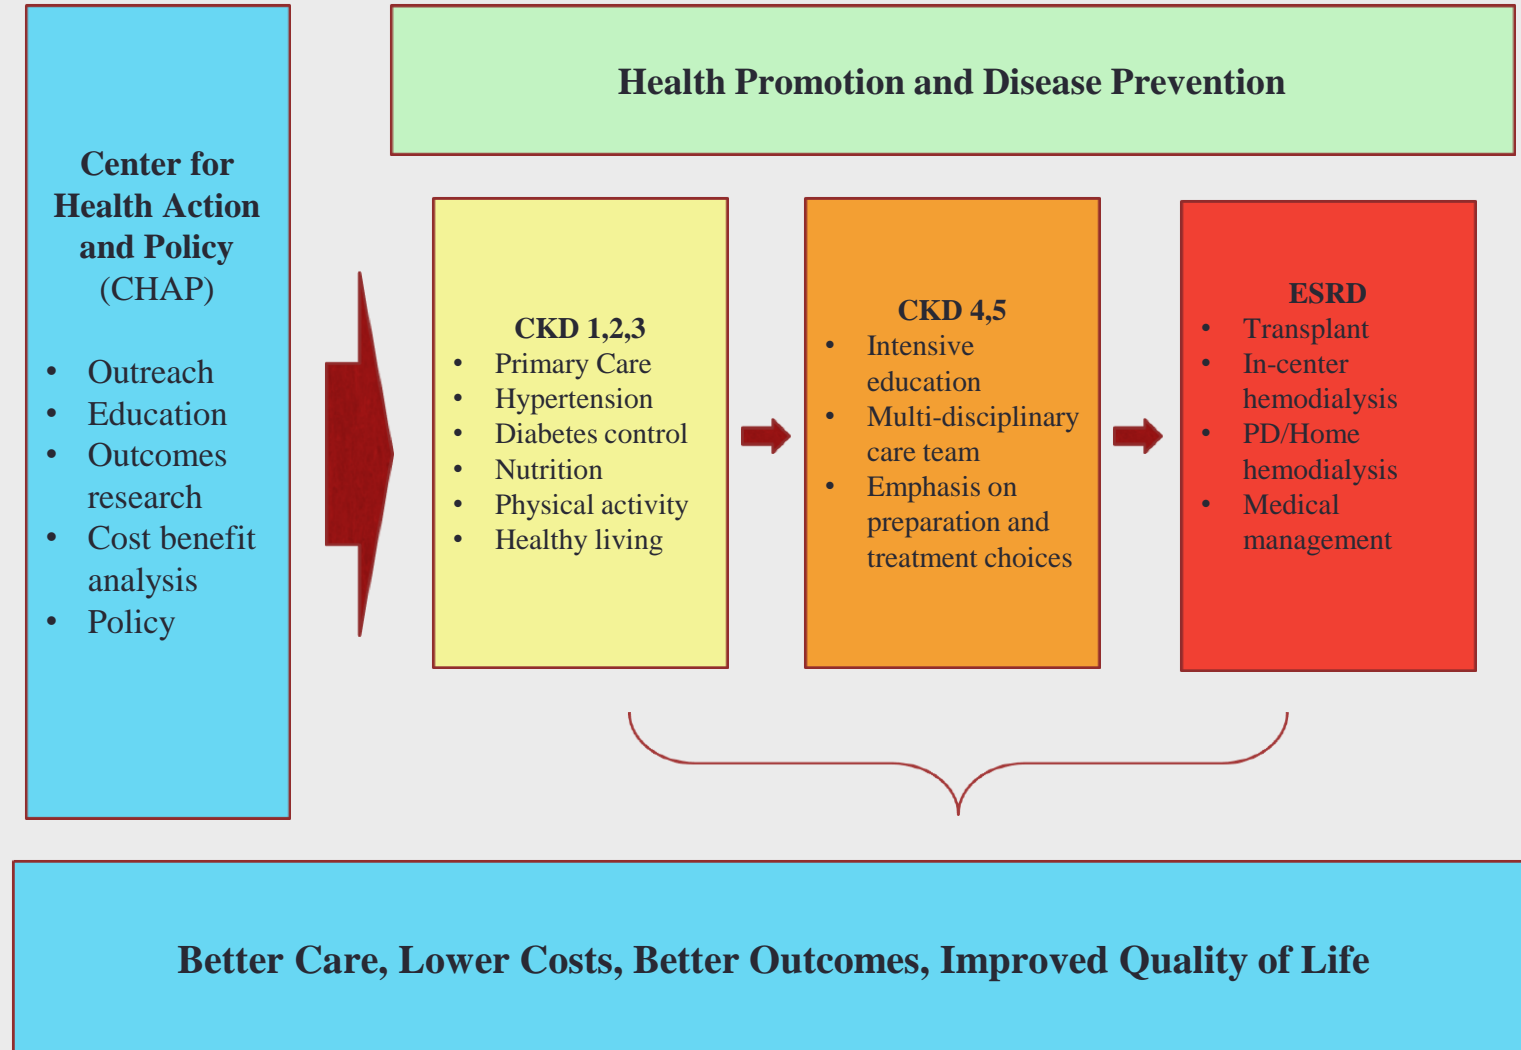 Center for
Health Action
and Policy
(CHAP)
• Outreach
• Education
• Outcomes
research
• Cost benefit
analysis
• Policy
Health Promotion and Disease Prevention
CKD 1,2,3
• Primary Care
• Hypertension
• Diabetes control
• Nutrition
• Physical activity
• Healthy living
CKD 4,5
• Intensive
education
• Multi-disciplinary
care team
• Emphasis on
preparation and
treatment choices
ESRD
• Transplant
• In-center
hemodialysis
• PD/Home
hemodialysis
• Medical
management
Better Care, Lower Costs, Better Outcomes, Improved Quality of Life